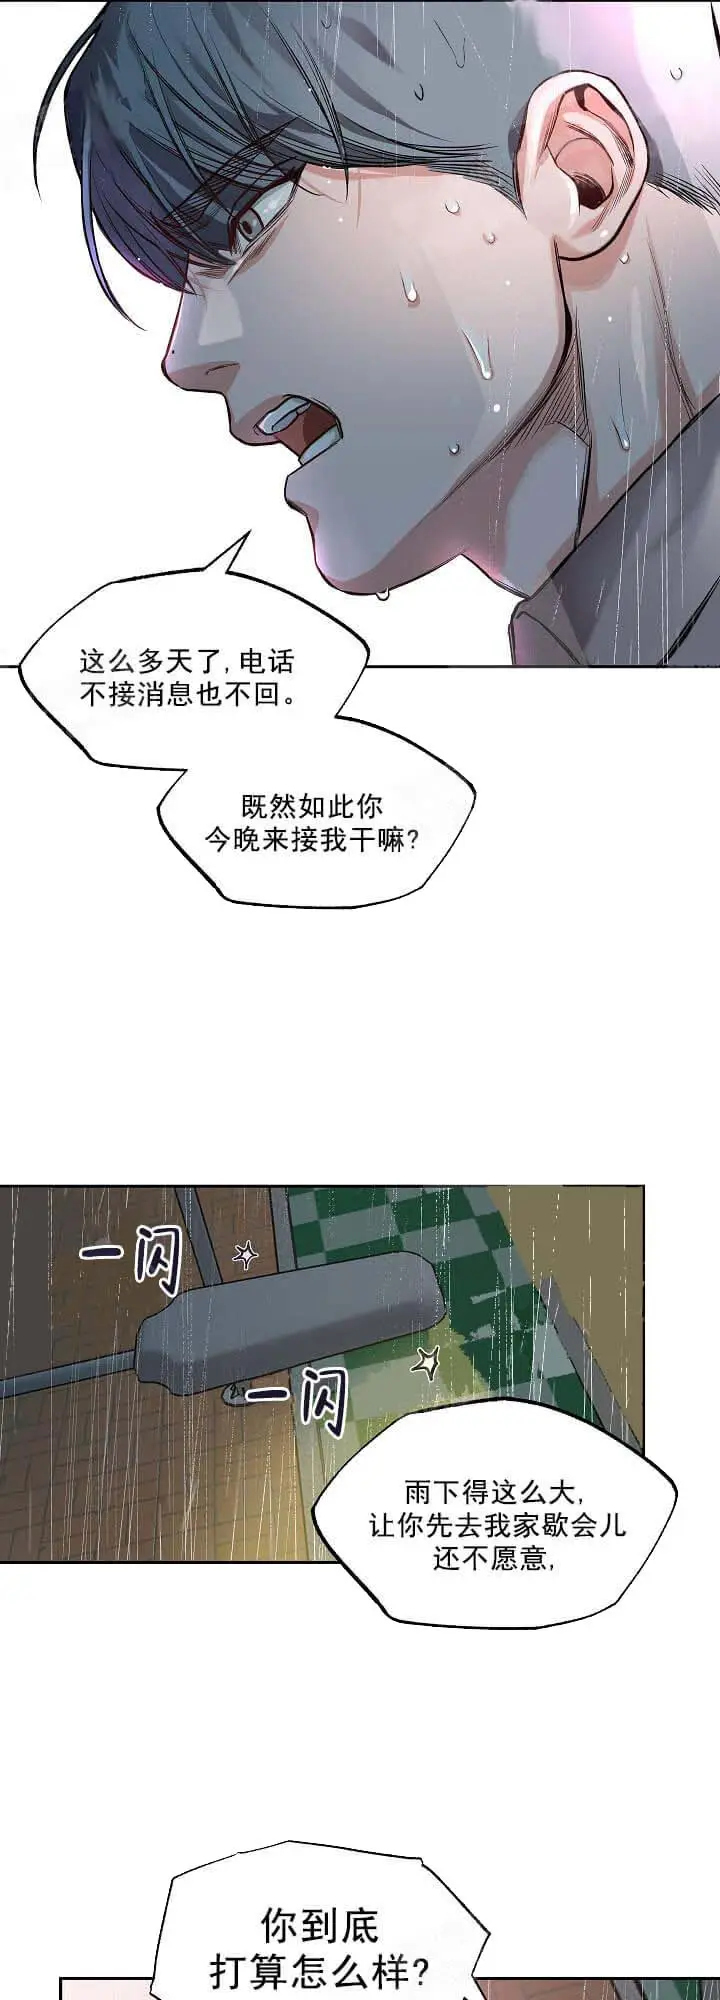 这么多天了,电话
不接消息也不回。
既然如此你
今晚来接我干嘛?
一闪
一闪
雨下得这么大,
让你先去我家歇会儿
还不愿意,
你到底
打算怎么样?